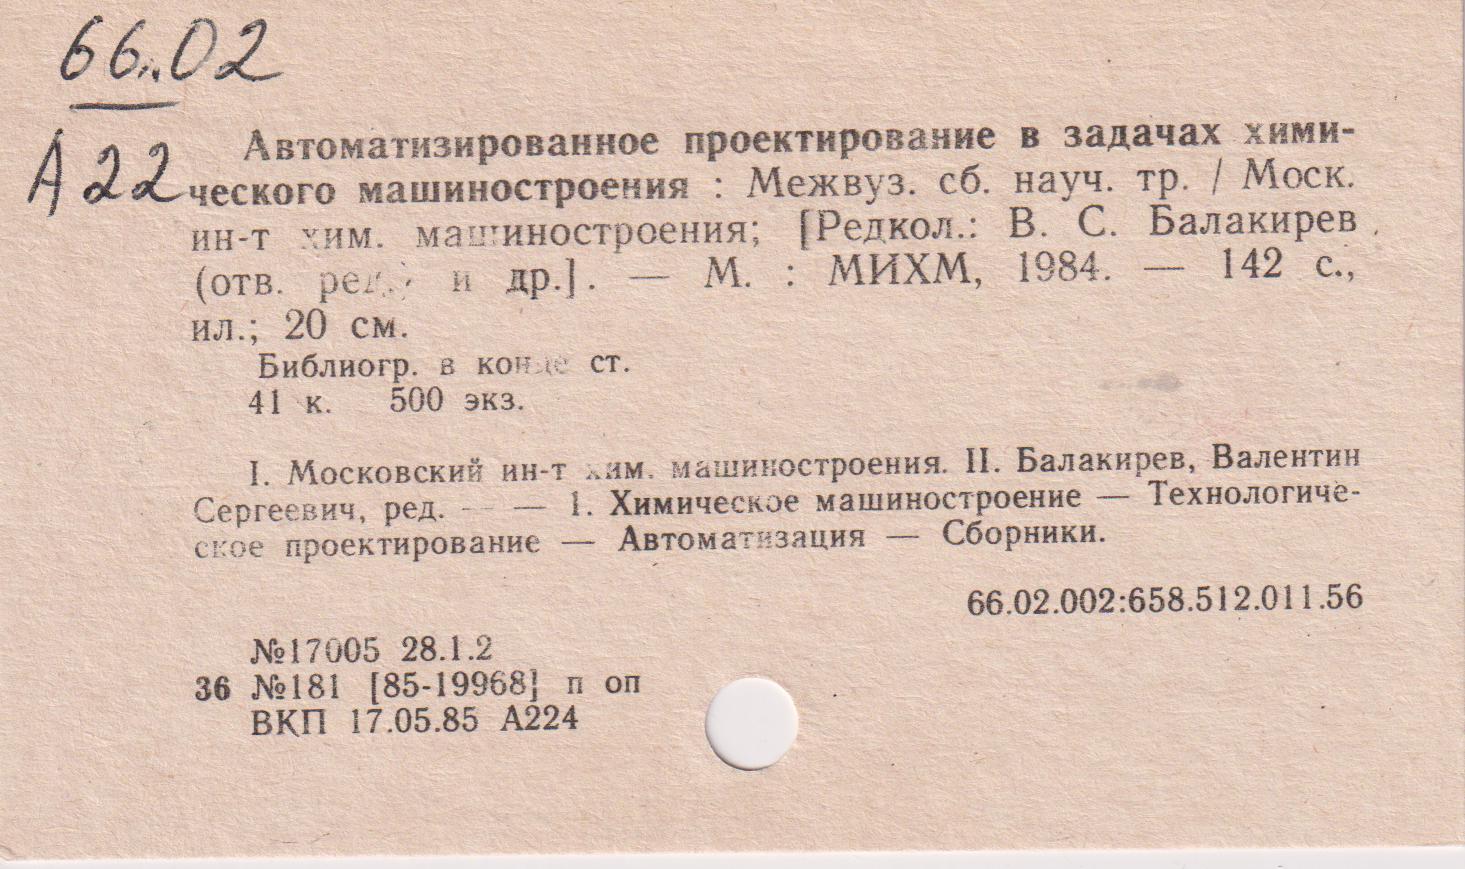 66.02
А22
Автоматизированное проектирование в задачах хими-
ческого машиностроения : Межвуз. сб. науч. тр. / Моск.
ин-т хим. машиностроения; [Редкол.: В. С. Балакирев
(отв. ред.) и др.]. — М. : МИХМ, 1984. — 142 с.,
ил.; 20 см.
Библиогр. в конце ст.
41 к. 500 экз.
I. Московский ин-т хим. машиностроения. II. Балакирев, Валентин
Сергеевич, ред. — — 1. Химическое машиностроение — Технологиче-
ское проектирование — Автоматизация — Сборники.
66.02.002:658.512.011.56
№17005 28.1.2
36 №181 [85-19968] п оп
ВКП 17.05.85 А224